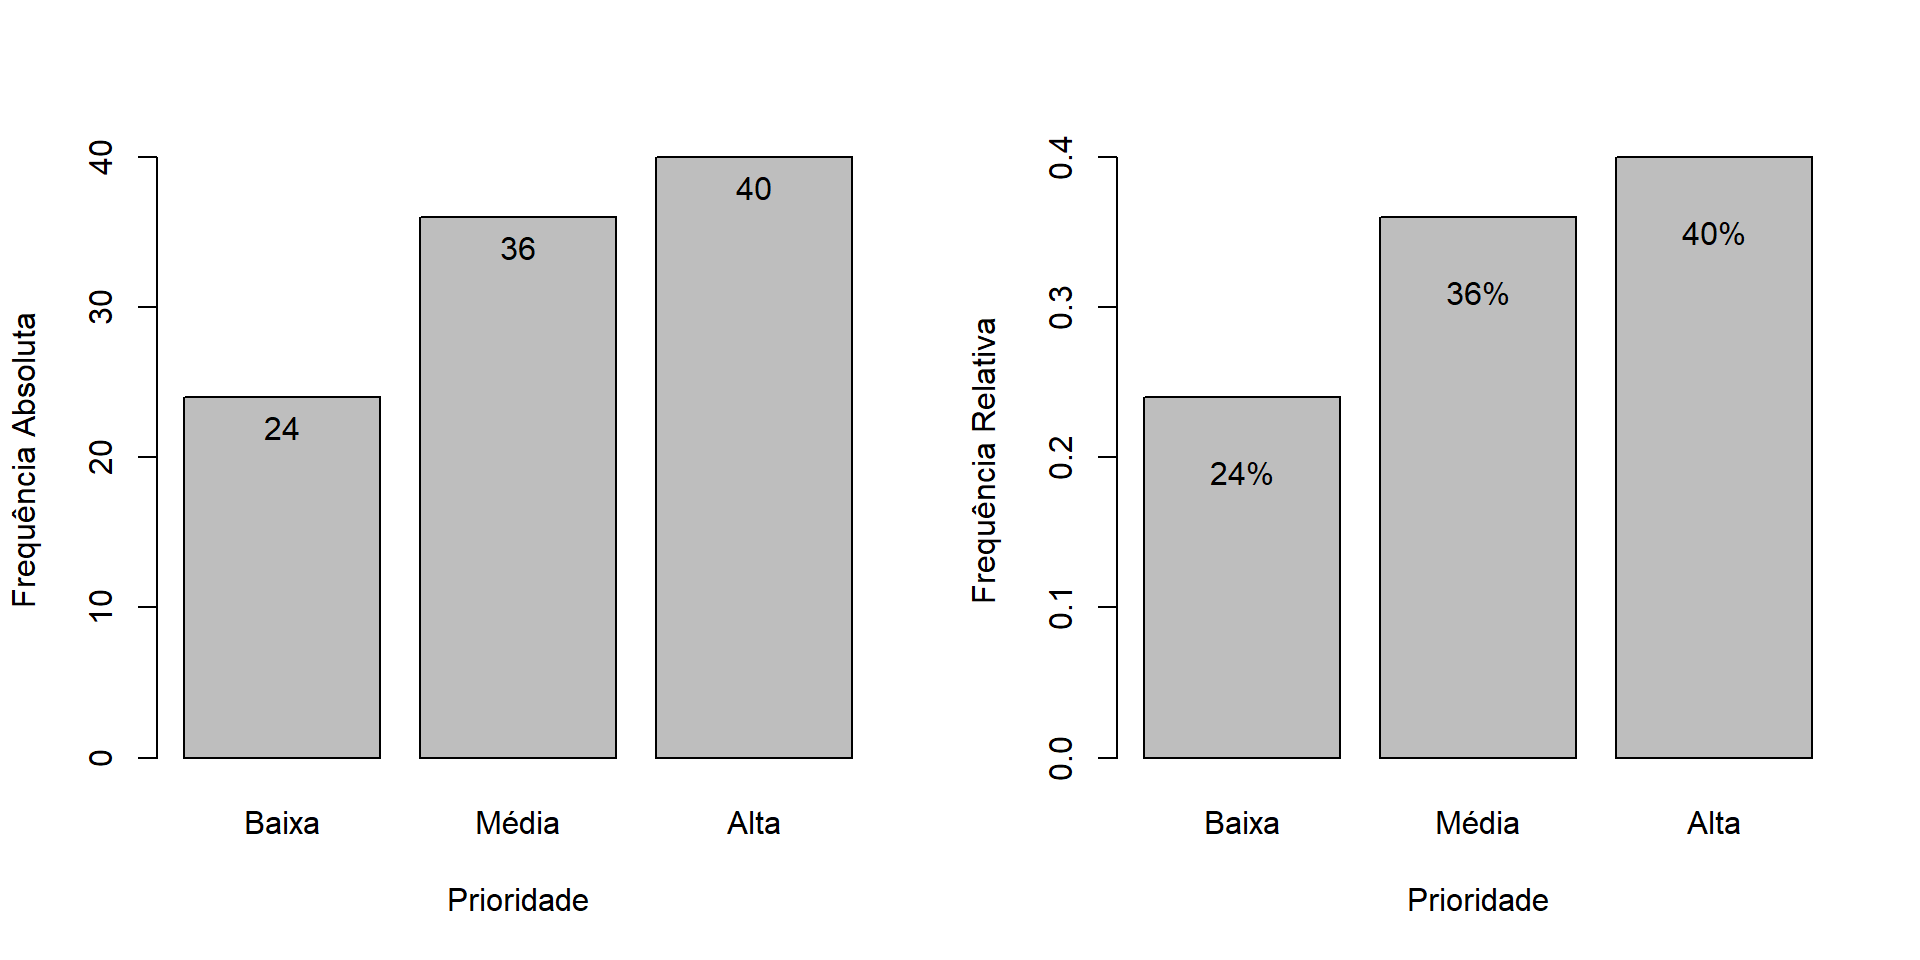 Frequência Absoluta
40
30
20
10
0
24
36
40
Baixa Média Alta
Prioridade
Frequência Relativa
0.4
0.3
0.2
0.1
0.0
24%
36%
40%
Baixa Média Alta
Prioridade